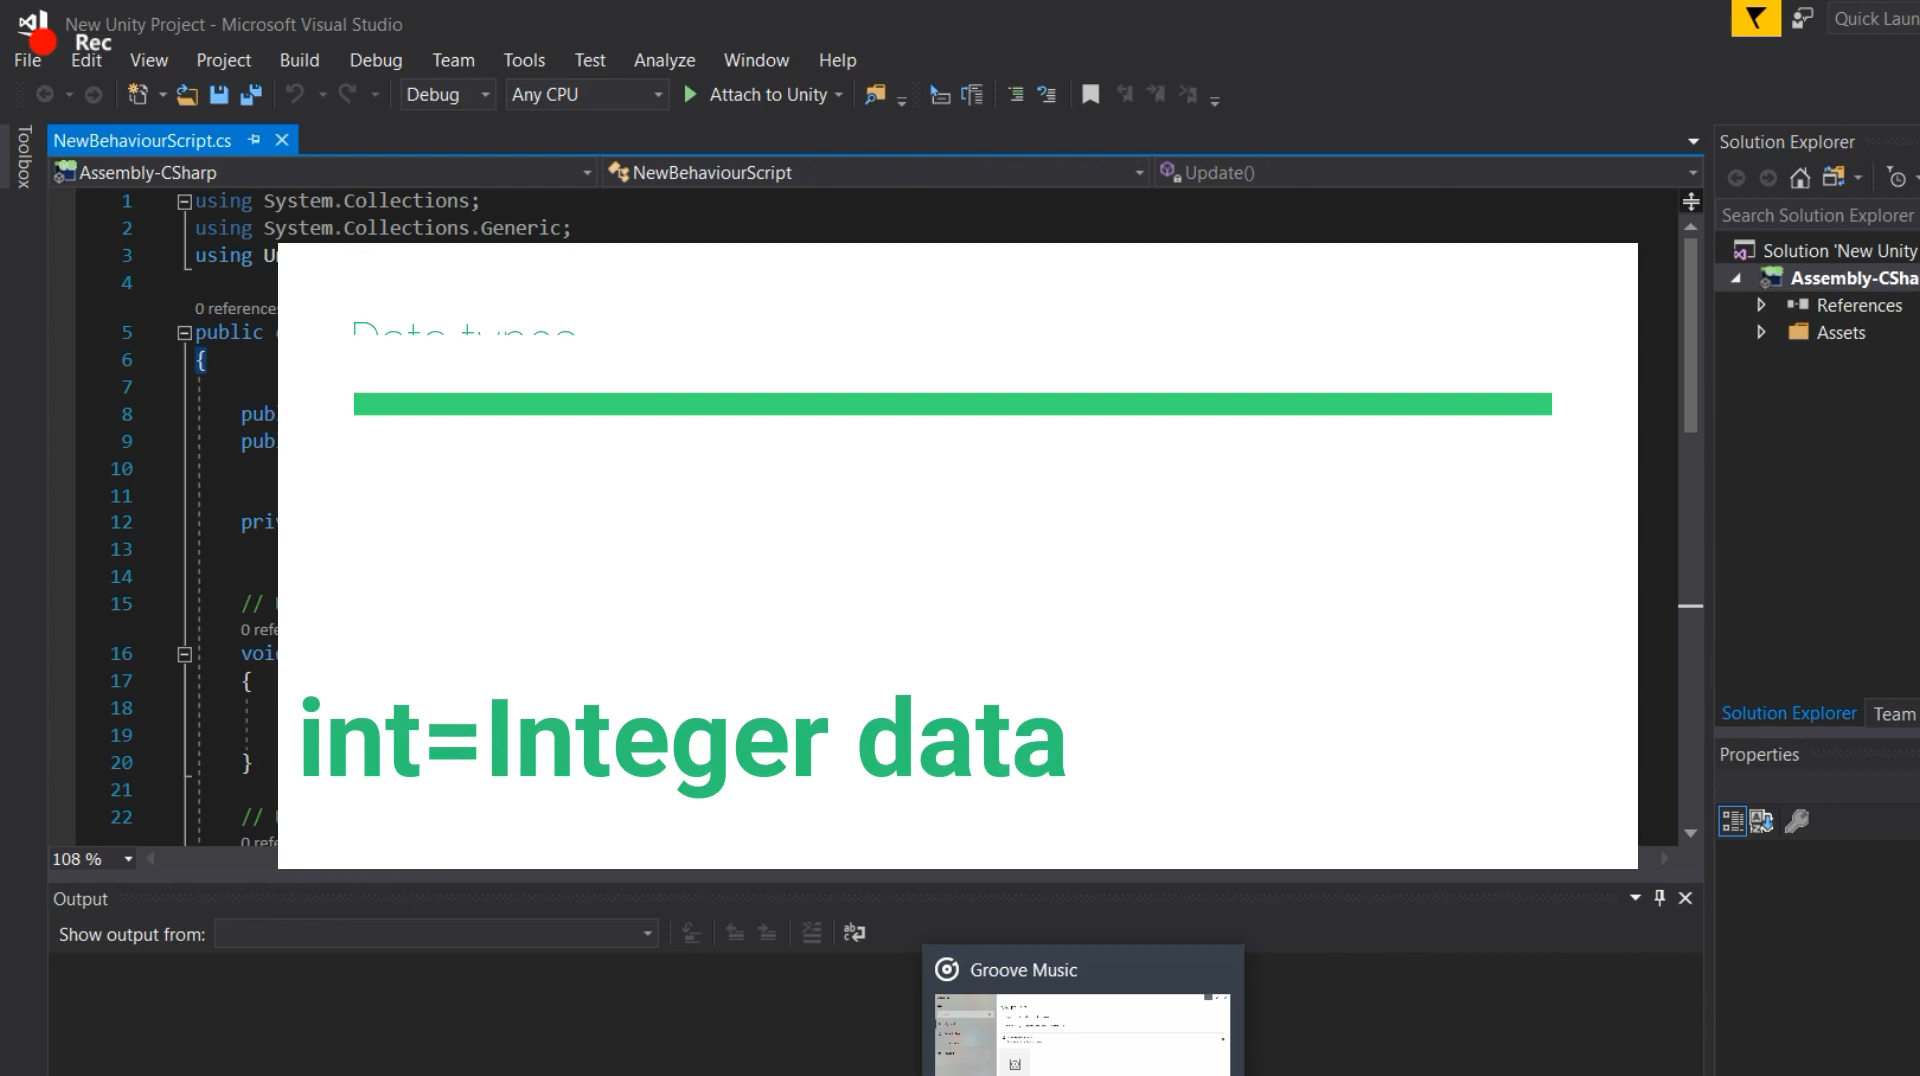 New Unity Project - Microsoft Visual Studio
Quick Laun
Rec
File Edit View Project Build Debug Team Tools Test Analyze Window Help
Debug Any CPU Attach to Unity
Toolbox
NewBehaviourScript.cs
Assembly-CSharp NewBehaviourScript Update()
1 using System.Collections;
2 using System.Collections.Generic;
3 using U
4
0 references
5 public
6 {
7
8 pub
9 pub
10
11
12 pri
13
14
15 //
0 refe
16 voi
17 {
18
19
20 }
21
22 //
0 refe
Data types
int=Integer data
108 %
Output
Show output from:
Groove Music
Solution Explorer
Search Solution Explorer
Solution 'New Unity
Assembly-CSha
References
Assets
Solution Explorer Team
Properties